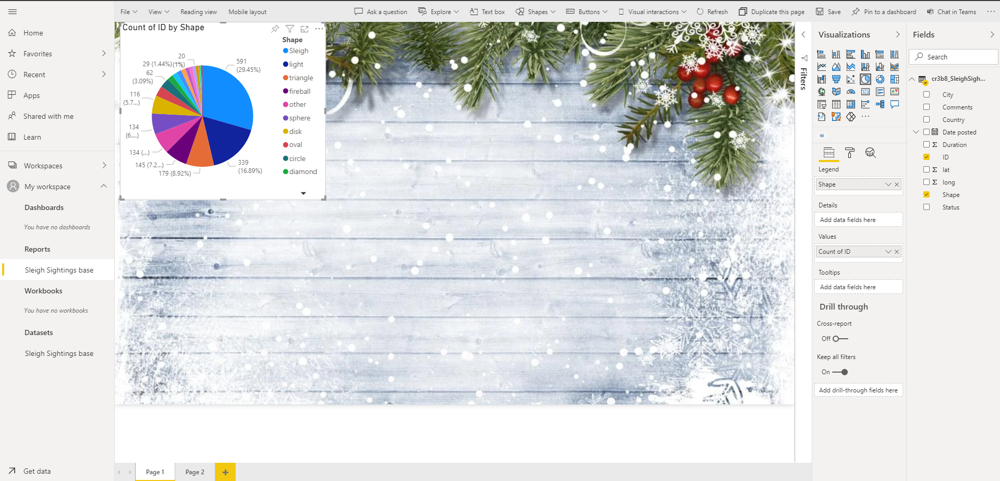 File
View
Reading view
Mobile layout
Ask a question
Explore
Text box
Shapes
Buttons
Visual interactions
Refresh
Duplicate this page
Save
Pin to a dashboard
Chat in Teams
Home
Favorites
Recent
Apps
Shared with me
Learn
Workspaces
My workspace
Dashboards
You have no dashboards
Reports
Sleigh Sightings base
Workbooks
You have no workbooks
Datasets
Sleigh Sightings base
Get data
Count of ID by Shape
20
(1%)
29 (1.44%)
62
(3.09%)
116
(5.7...)
134
(6....)
134 (...)
145 (7.2...)
179 (8.92%)
339
(16.89%)
591
(29.45%)
Shape
Sleigh
light
triangle
fireball
other
sphere
disk
oval
circle
diamond
Page 1
Page 2
Filters
Visualizations
W
Legend
Shape
Details
Add data fields here
Values
Count of ID
Tooltips
Add data fields here
Drill through
Cross-report
Off
Keep all filters
On
Add drill-through fields here
Fields
Search
cr3b8_SleighSigh...
City
Comments
Country
Date posted
Duration
ID
lat
long
Shape
Status